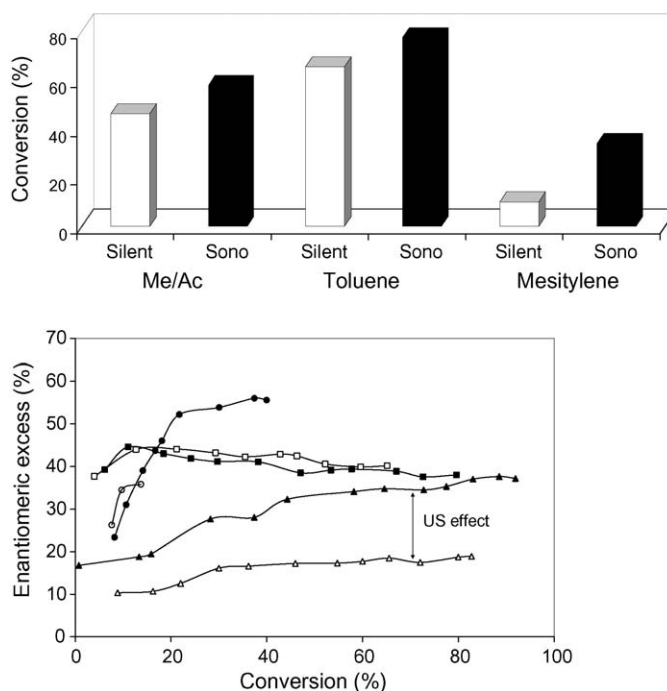 Conversion (%)
80
60
40
20
0
Silent Sono Silent Sono Silent Sono
Me/Ac Toluene Mesitylene
Enantiomeric excess (%)
70
60
50
40
30
20
10
0
US effect
0 20 40 60 80 100
Conversion (%)